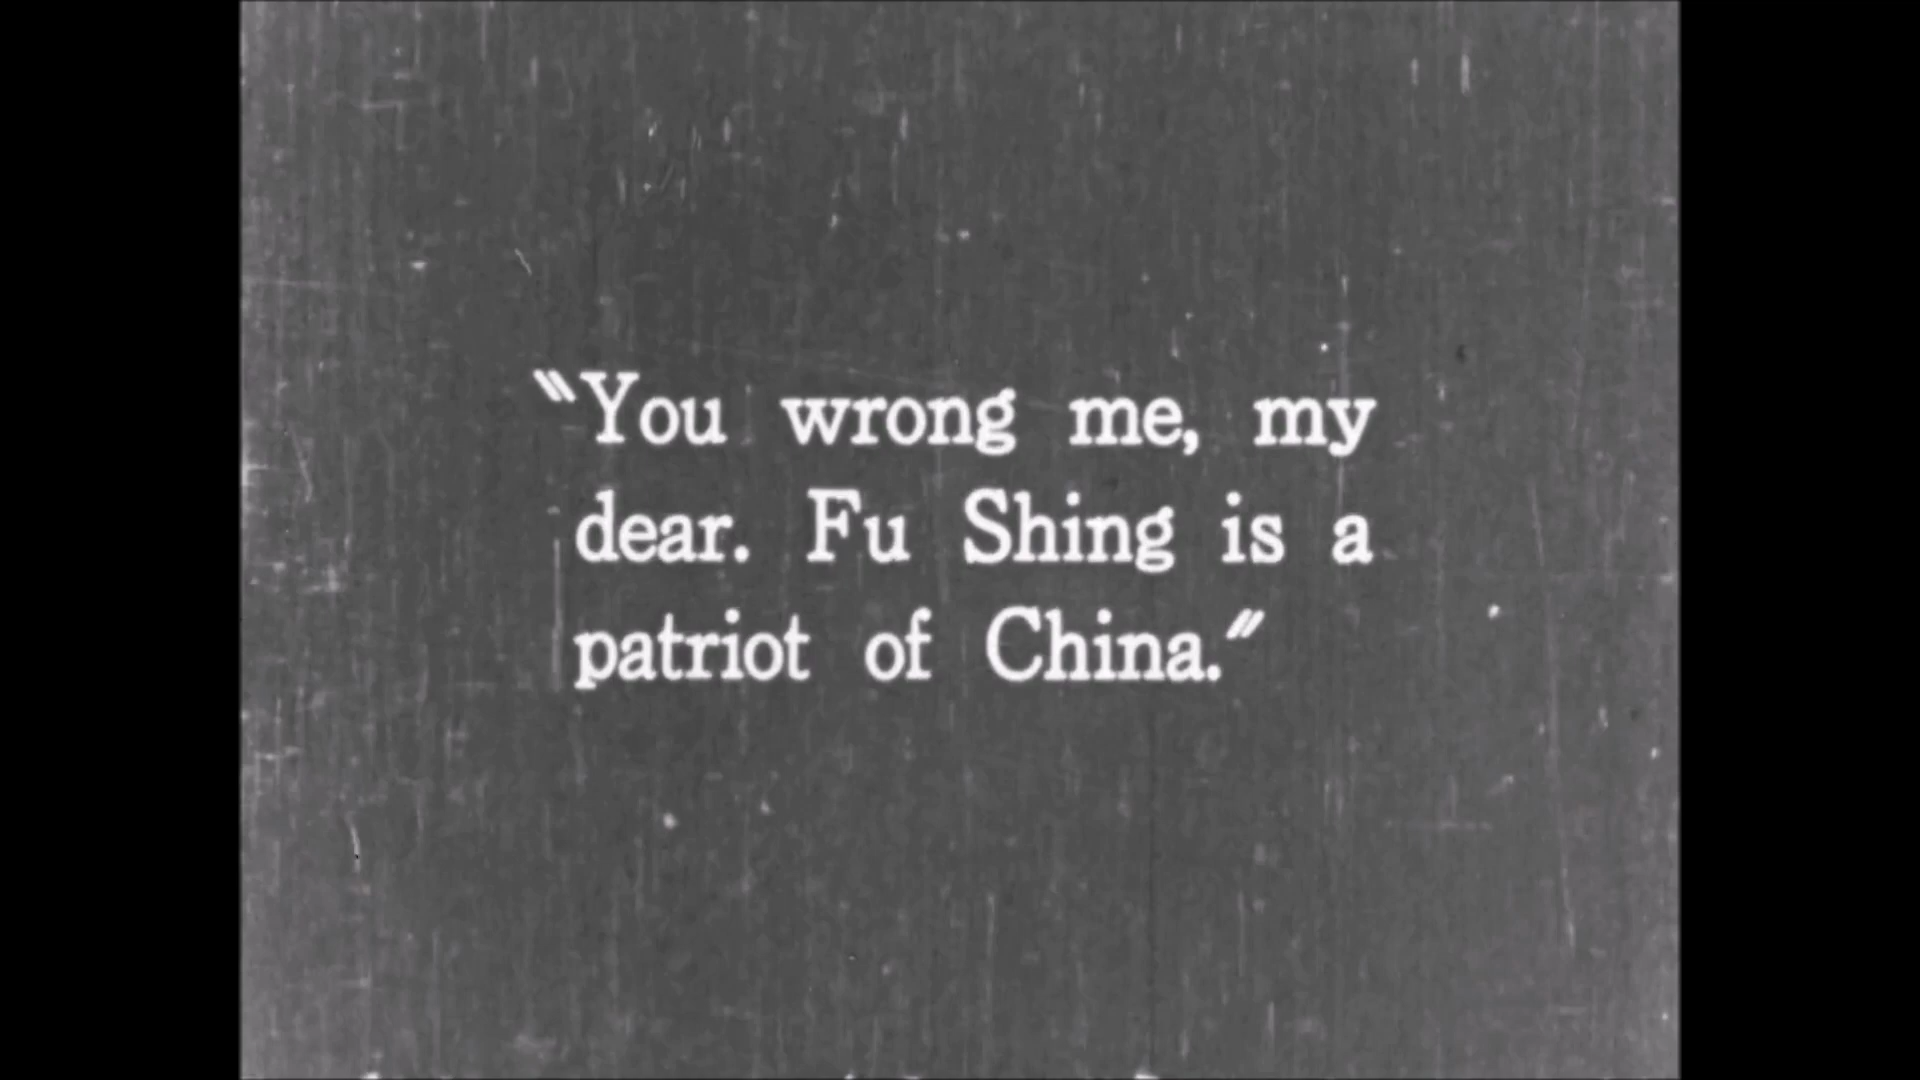 "You wrong me, my
dear. Fu Shing is a
patriot of China."